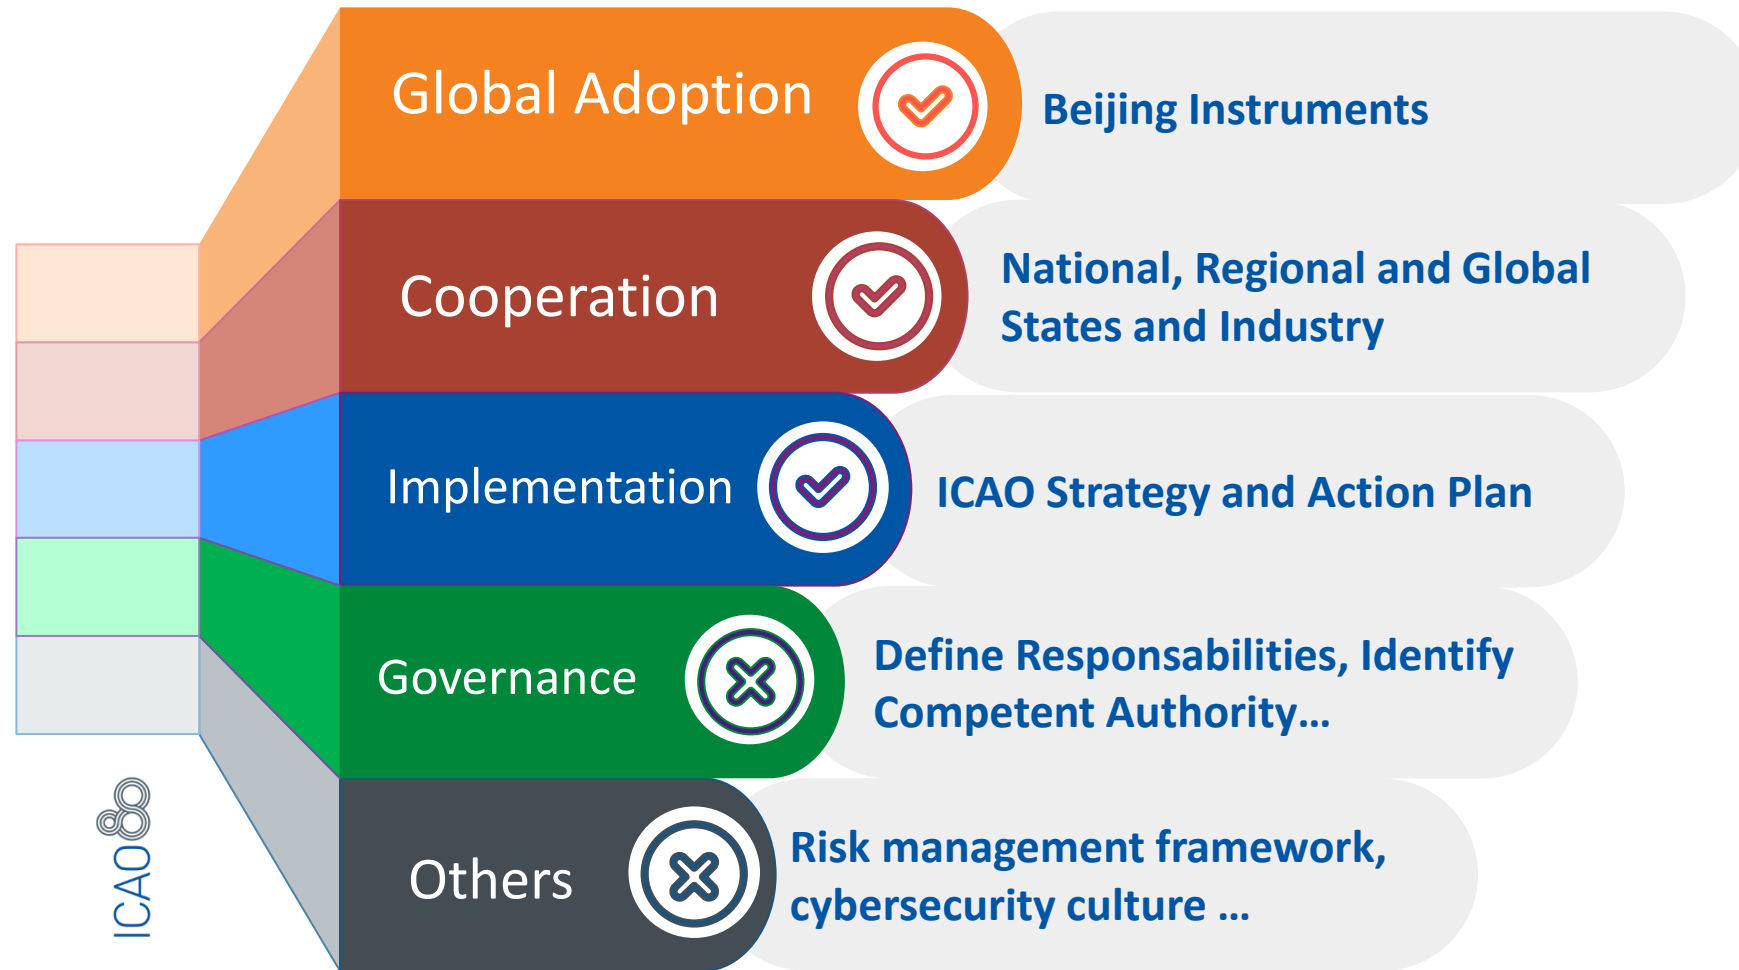 Global Adoption
Beijing Instruments
Cooperation
National, Regional and Global
States and Industry
Implementation
ICAO Strategy and Action Plan
Governance
Define Responsabilities, Identify
Competent Authority...
Others
Risk management framework,
cybersecurity culture ...
ICAO